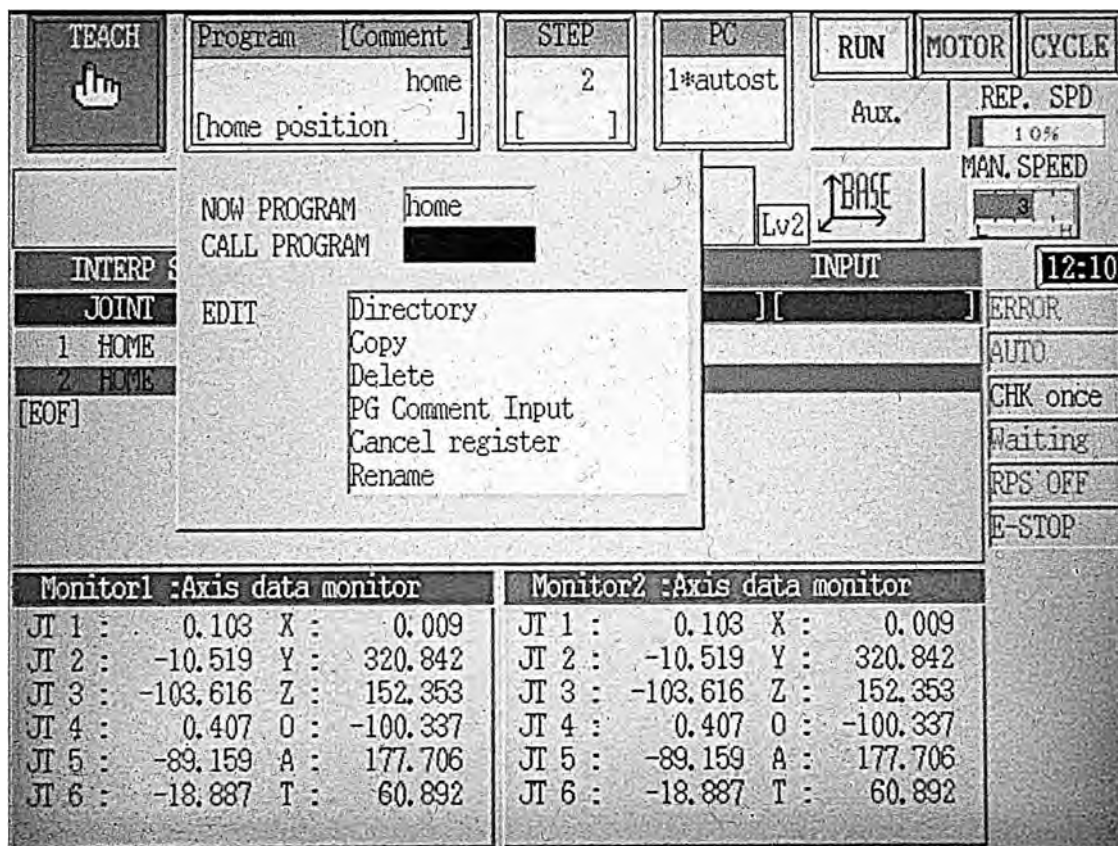 TEACH
Program [Comment ]
home
[home position ]
STEP
2
[ ]
PC
1*autost
RUN
MOTOR
CYCLE
Aux.
REP. SPD
10%
MAN. SPEED
3
L H
BASE
Lv2
NOW PROGRAM home
CALL PROGRAM
EDIT
Directory
Copy
Delete
PG Comment Input
Cancel register
Rename
INTERP S
INPUT
12:10
JOINT ][ ]
1 HOME
2 HOME
[EOF]
ERROR
AUTO
CHK once
Waiting
RPS OFF
E-STOP
Monitor1 :Axis data monitor
JT 1 : 0.103 X : 0.009
JT 2 : -10.519 Y : 320.842
JT 3 : -103.616 Z : 152.353
JT 4 : 0.407 O : -100.337
JT 5 : -89.159 A : 177.706
JT 6 : -18.887 T : 60.892
Monitor2 :Axis data monitor
JT 1 : 0.103 X : 0.009
JT 2 : -10.519 Y : 320.842
JT 3 : -103.616 Z : 152.353
JT 4 : 0.407 O : -100.337
JT 5 : -89.159 A : 177.706
JT 6 : -18.887 T : 60.892